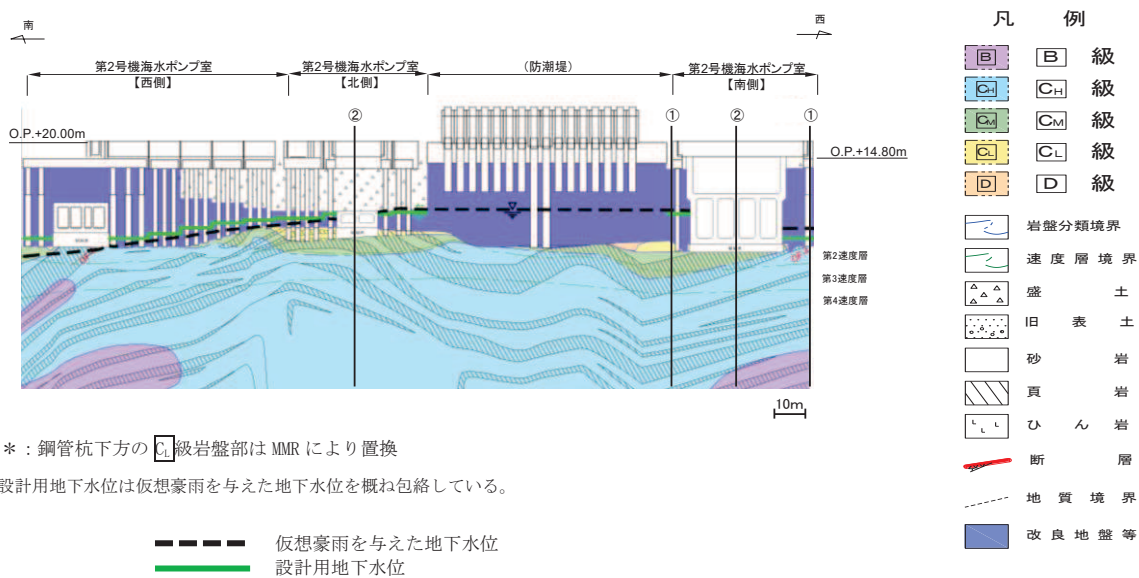 南
西
第2号機海水ポンプ室
【西側】
第2号機海水ポンプ室
【北側】
(防潮堤)
第2号機海水ポンプ室
【南側】
②
①
②
①
O.P.+20.00m
O.P.+14.80m
第2速度層
第3速度層
第4速度層
10m
*:鋼管杭下方の CL級岩盤部は MMR により置換
設計用地下水位は仮想豪雨を与えた地下水位を概ね包絡している。
仮想豪雨を与えた地下水位
設計用地下水位
凡 例
B B 級
CH CH 級
CM CM 級
CL CL 級
D D 級
岩盤分類境界
速度層境界
盛土
旧表土
砂岩
頁岩
ひん岩
断層
地質境界
改良地盤等